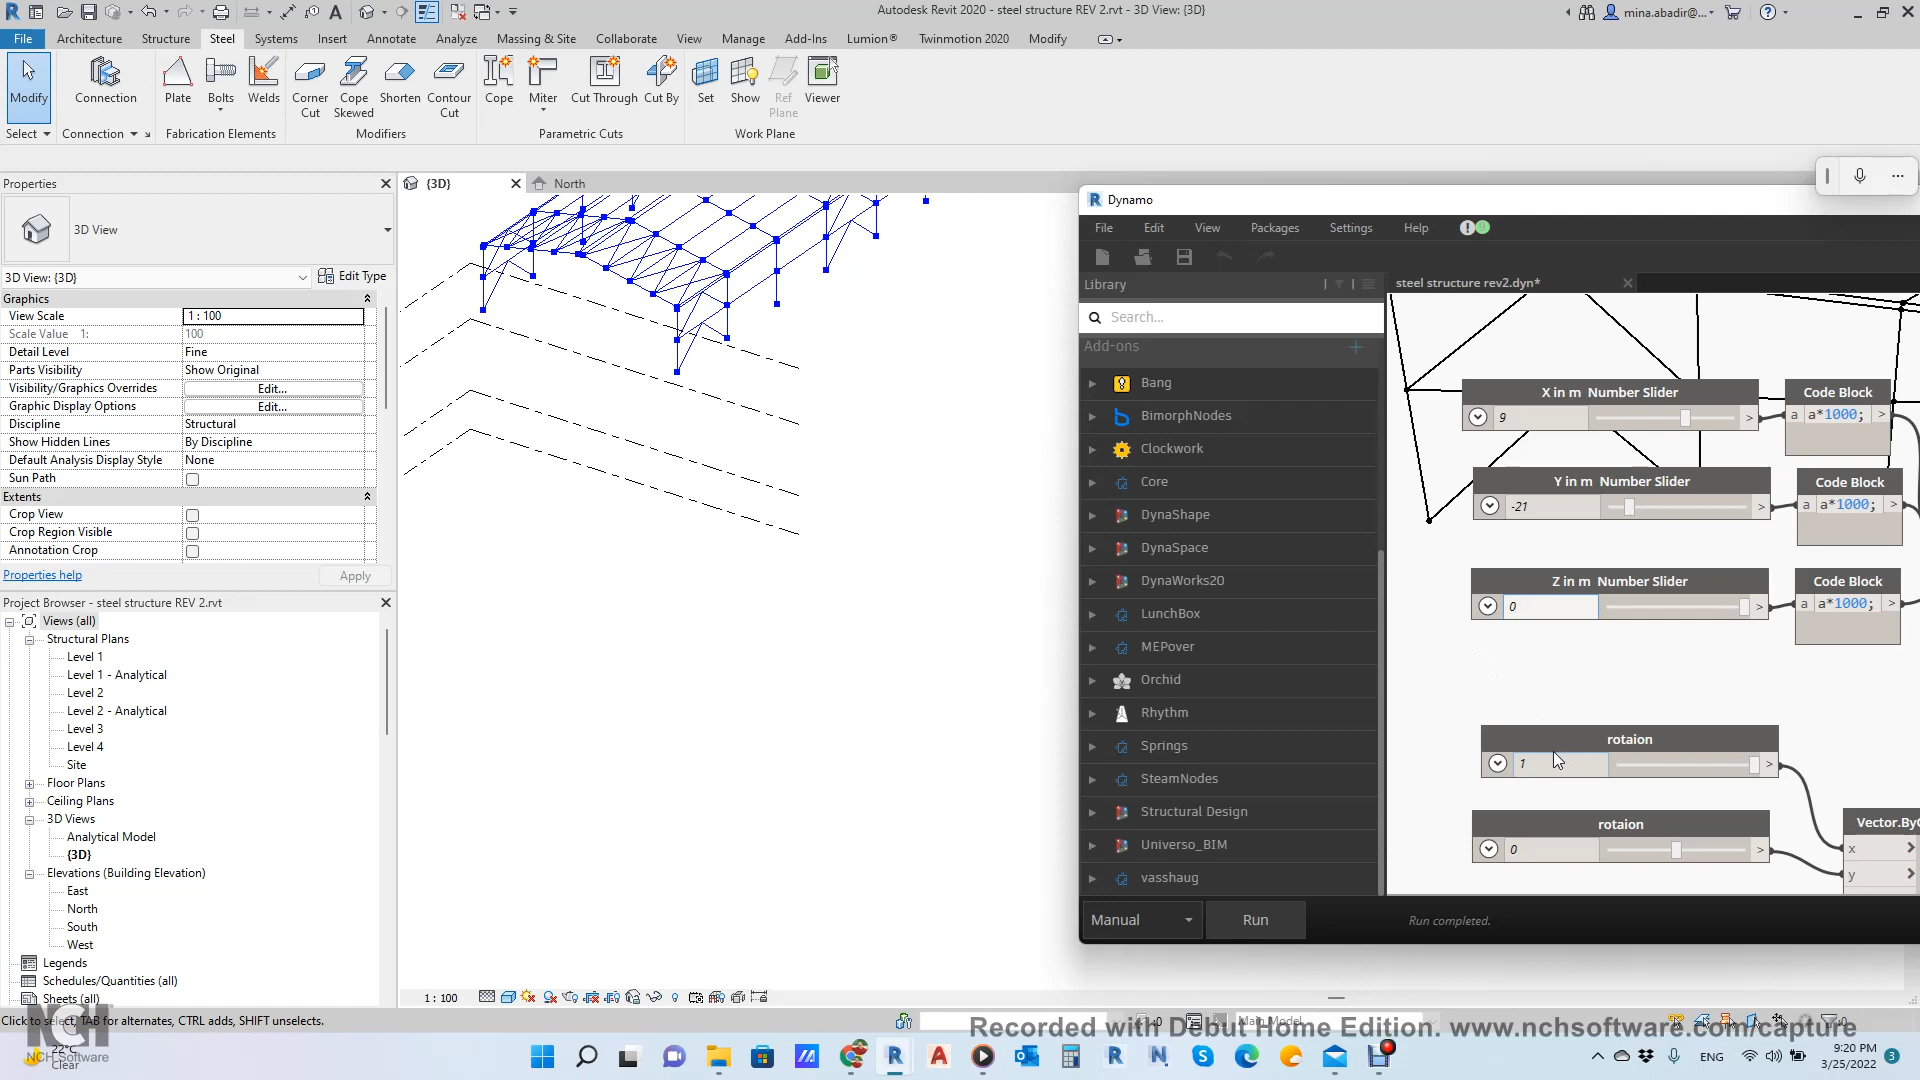 Autodesk Revit 2020 - steel structure REV 2.rvt - 3D View: {3D}
mina.abadir@...
File Architecture Structure Steel Systems Insert Annotate Analyze Massing & Site Collaborate View Manage Add-Ins Lumion® Twinmotion 2020 Modify
Modify Connection Plate Bolts Welds Corner Cut Cope Skewed Shorten Contour Cut Cope Miter Cut Through Cut By Set Show Ref Plane Viewer
Select Connection Fabrication Elements Modifiers Parametric Cuts Work Plane
Properties
{3D} North
3D View
3D View: {3D} Edit Type
Graphics
View Scale 1 : 100
Scale Value 1: 100
Detail Level Fine
Parts Visibility Show Original
Visibility/Graphics Overrides Edit...
Graphic Display Options Edit...
Discipline Structural
Show Hidden Lines By Discipline
Default Analysis Display Style None
Sun Path
Extents
Crop View
Crop Region Visible
Annotation Crop
Properties help Apply
Project Browser - steel structure REV 2.rvt
Views (all)
Structural Plans
Level 1
Level 1 - Analytical
Level 2
Level 2 - Analytical
Level 3
Level 4
Site
Floor Plans
Ceiling Plans
3D Views
Analytical Model
{3D}
Elevations (Building Elevation)
East
North
South
West
Legends
Schedules/Quantities (all)
Sheets (all)
Dynamo
File Edit View Packages Settings Help
Library
steel structure rev2.dyn*
Search...
Add-ons
Bang
BimorphNodes
Clockwork
Core
DynaShape
DynaSpace
DynaWorks20
LunchBox
MEPover
Orchid
Rhythm
Springs
SteamNodes
Structural Design
Universo_BIM
vasshaug
X in m Number Slider
9 >
Code Block
a a*1000; >
Y in m Number Slider
-21 >
Code Block
a a*1000; >
Z in m Number Slider
0 >
Code Block
a a*1000; >
rotaion
1 >
rotaion
0 >
x >
y >
Manual Run Run completed.
1 : 100
Click to select, TAB for alternates, CTRL adds, SHIFT unselects.
Main Model
Recorded with Debut Home Edition. www.nchsoftware.com/capture
NCH
NCH Software
22°C
Clear
ENG
9:20 PM
3/25/2022
3